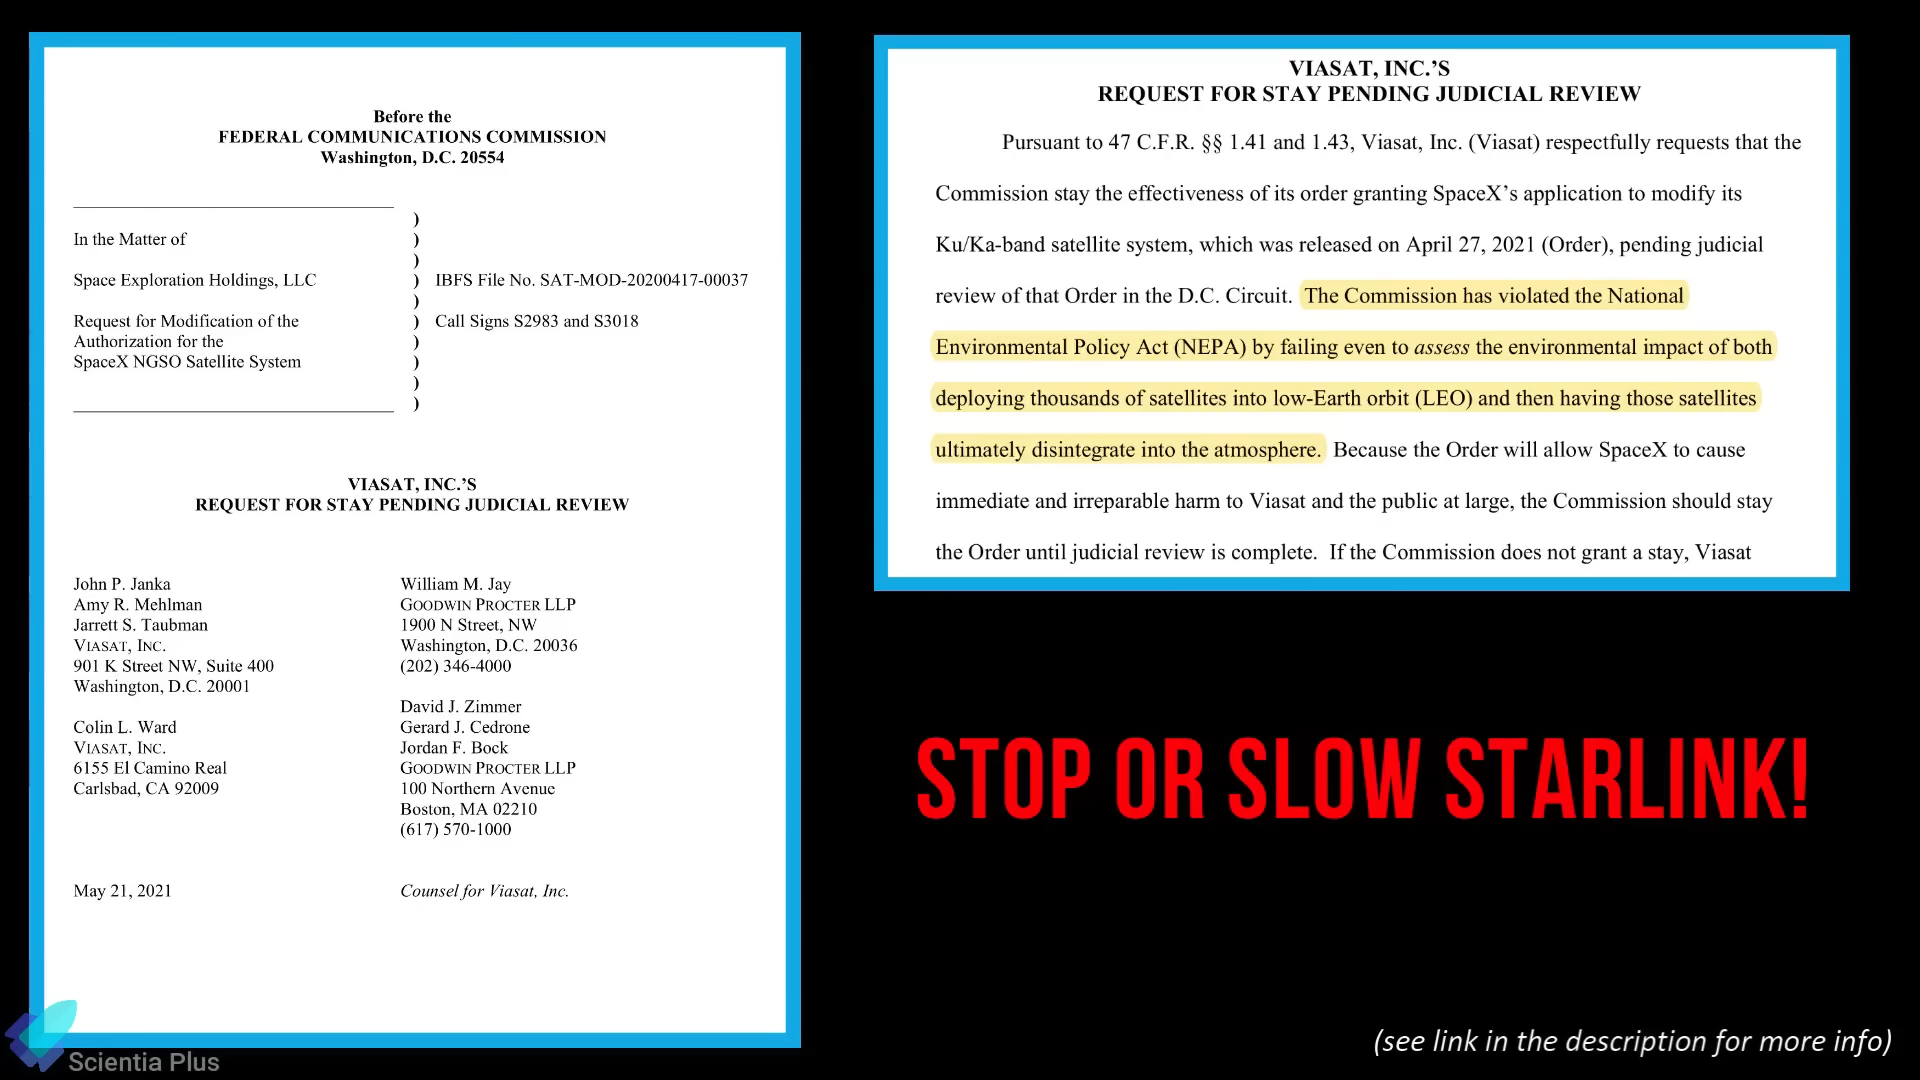 Before the
FEDERAL COMMUNICATIONS COMMISSION
Washington, D.C. 20554
)
In the Matter of )
)
Space Exploration Holdings, LLC ) IBFS File No. SAT-MOD-20200417-00037
)
Request for Modification of the ) Call Signs S2983 and S3018
Authorization for the )
SpaceX NGSO Satellite System )
)
)
VIASAT, INC.’S
REQUEST FOR STAY PENDING JUDICIAL REVIEW
John P. Janka
Amy R. Mehlman
Jarrett S. Taubman
VIASAT, INC.
901 K Street NW, Suite 400
Washington, D.C. 20001
Colin L. Ward
VIASAT, INC.
6155 El Camino Real
Carlsbad, CA 92009
May 21, 2021
William M. Jay
GOODWIN PROCTER LLP
1900 N Street, NW
Washington, D.C. 20036
(202) 346-4000
David J. Zimmer
Gerard J. Cedrone
Jordan F. Bock
GOODWIN PROCTER LLP
100 Northern Avenue
Boston, MA 02210
(617) 570-1000
Counsel for Viasat, Inc.
VIASAT, INC.’S
REQUEST FOR STAY PENDING JUDICIAL REVIEW
Pursuant to 47 C.F.R. §§ 1.41 and 1.43, Viasat, Inc. (Viasat) respectfully requests that the
Commission stay the effectiveness of its order granting SpaceX’s application to modify its
Ku/Ka-band satellite system, which was released on April 27, 2021 (Order), pending judicial
review of that Order in the D.C. Circuit. The Commission has violated the National
Environmental Policy Act (NEPA) by failing even to assess the environmental impact of both
deploying thousands of satellites into low-Earth orbit (LEO) and then having those satellites
ultimately disintegrate into the atmosphere. Because the Order will allow SpaceX to cause
immediate and irreparable harm to Viasat and the public at large, the Commission should stay
the Order until judicial review is complete. If the Commission does not grant a stay, Viasat
STOP OR SLOW STARLINK!
(see link in the description for more info)
Scientia Plus